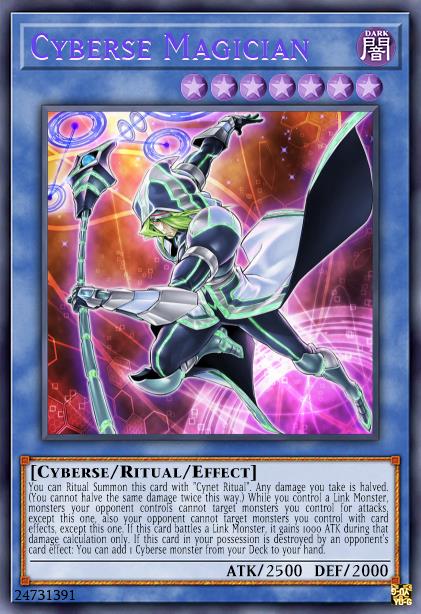 CYBERSE MAGICIAN
DARK
闇
[CYBERSE/RITUAL/EFFECT]
You can Ritual Summon this card with "Cynet Ritual". Any damage you take is halved.
(You cannot halve the same damage twice this way.) While you control a Link Monster,
monsters your opponent controls cannot target monsters you control for attacks,
except this one, also your opponent cannot target monsters you control with card
effects, except this one. If this card battles a Link Monster, it gains 1000 ATK during that
damage calculation only. If this card in your possession is destroyed by an opponent's
card effect: You can add 1 Cyberse monster from your Deck to your hand.
ATK/2500 DEF/2000
24731391